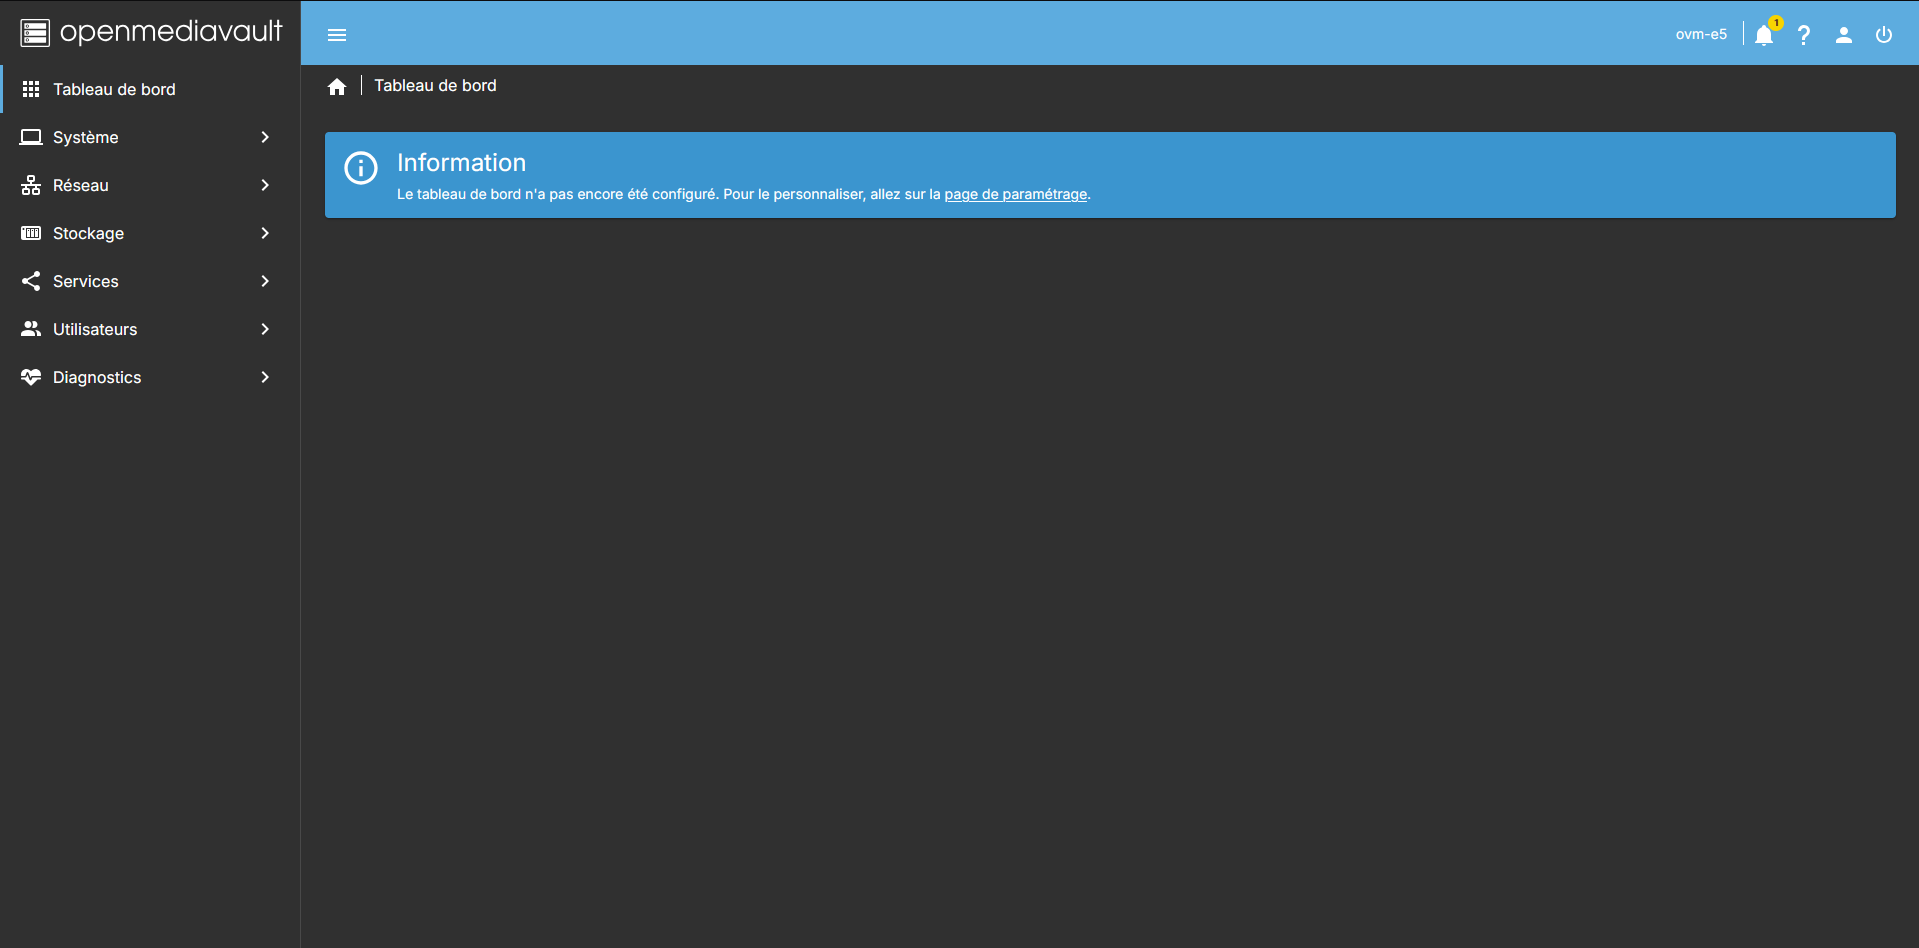 openmediavault
ovm-e5
1
Tableau de bord
Tableau de bord
Système
Réseau
Stockage
Services
Utilisateurs
Diagnostics
Information
Le tableau de bord n'a pas encore été configuré. Pour le personnaliser, allez sur la page de paramétrage.